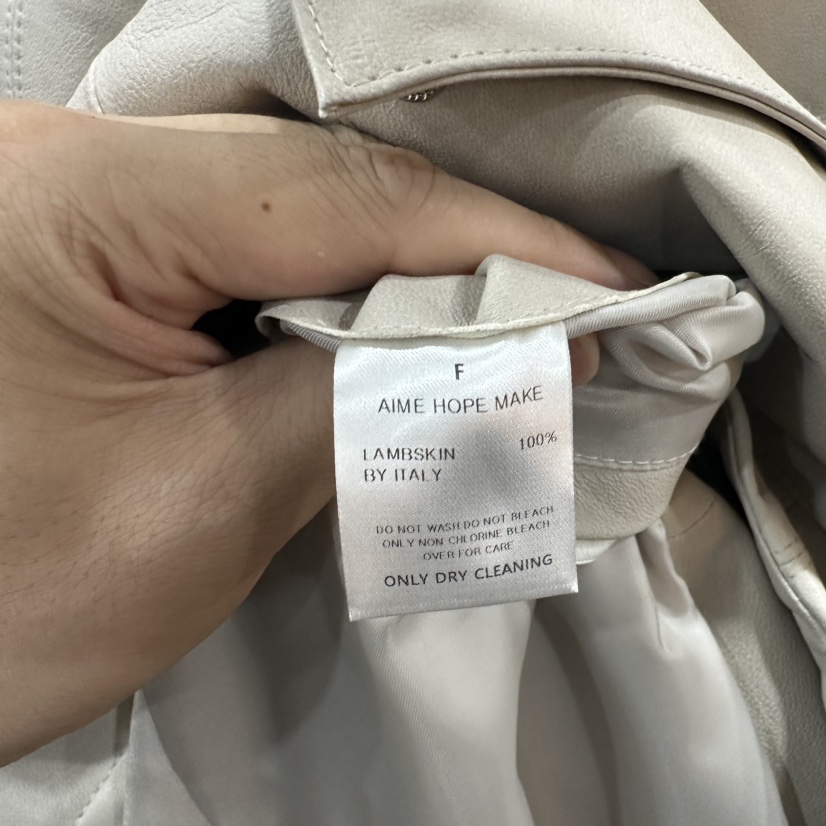 F
AIME HOPE MAKE
LAMBSKIN 100%
BY ITALY
DO NOT WASH DO NOT BLEACH
ONLY NON CHLORINE BLEACH
OVER FOR CARE
ONLY DRY CLEANING